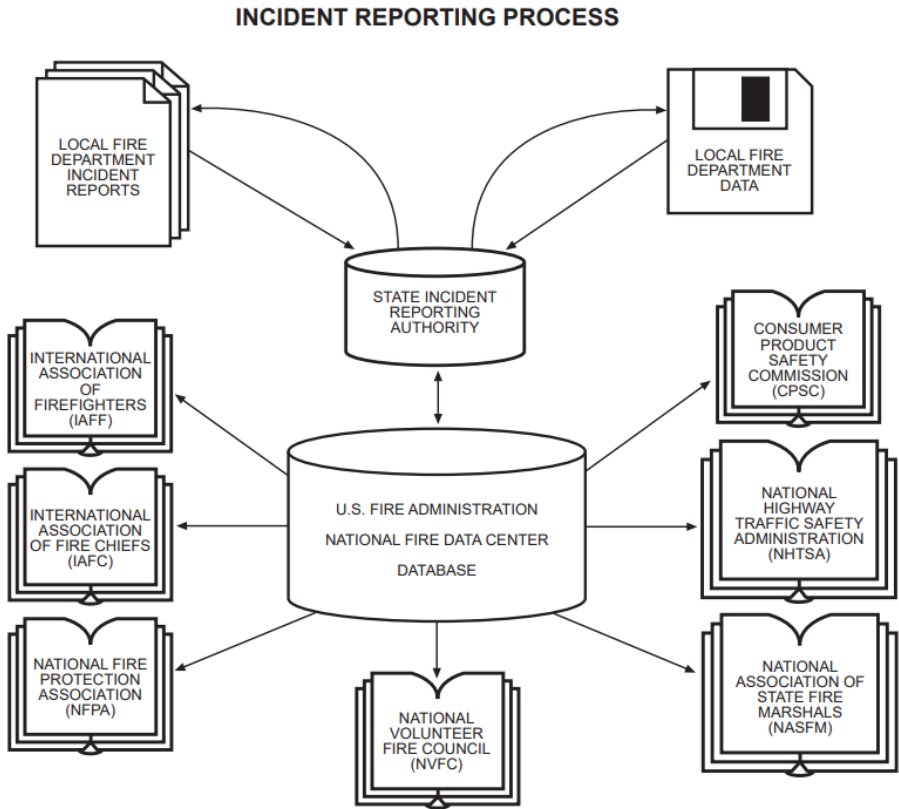 INCIDENT REPORTING PROCESS
LOCAL FIRE
DEPARTMENT
INCIDENT
REPORTS
LOCAL FIRE
DEPARTMENT
DATA
STATE INCIDENT
REPORTING
AUTHORITY
INTERNATIONAL
ASSOCIATION
OF
FIREFIGHTERS
(IAFF)
CONSUMER
PRODUCT
SAFETY
COMMISSION
(CPSC)
U.S. FIRE ADMINISTRATION
NATIONAL FIRE DATA CENTER
DATABASE
INTERNATIONAL
ASSOCIATION
OF FIRE CHIEFS
(IAFC)
NATIONAL
HIGHWAY
TRAFFIC SAFETY
ADMINISTRATION
(NHTSA)
NATIONAL FIRE
PROTECTION
ASSOCIATION
(NFPA)
NATIONAL
VOLUNTEER
FIRE COUNCIL
(NVFC)
NATIONAL
ASSOCIATION OF
STATE FIRE
MARSHALS
(NASFM)